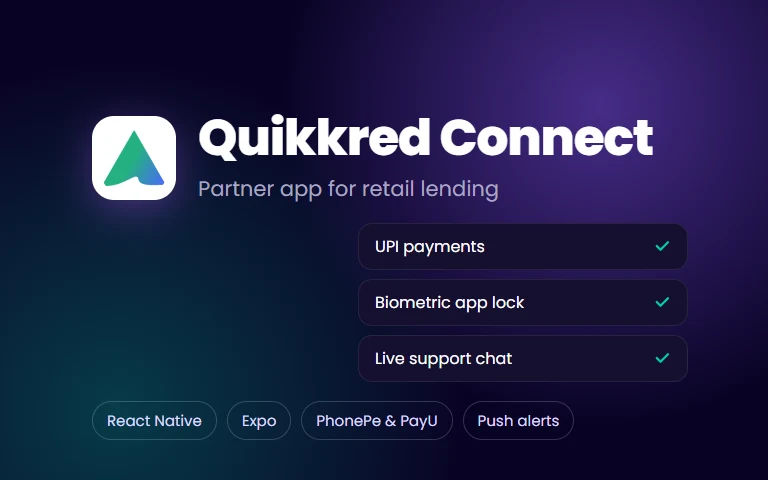 Quikkred Connect
Partner app for retail lending
UPI payments
Biometric app lock
Live support chat
React Native
Expo
PhonePe & PayU
Push alerts